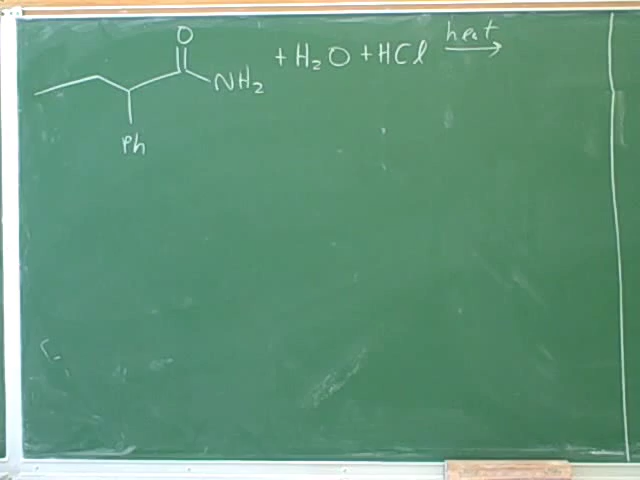 O
NH₂ + H₂O + HCl heat →
Ph